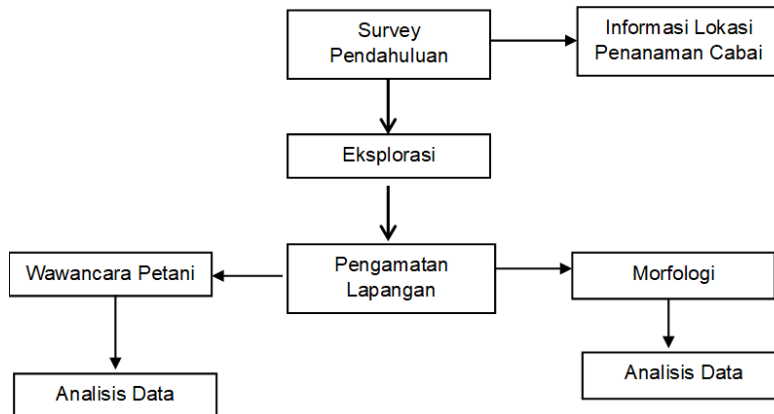 Survey
Pendahuluan
Informasi Lokasi
Penanaman Cabai
Eksplorasi
Wawancara Petani
Pengamatan
Lapangan
Morfologi
Analisis Data
Analisis Data